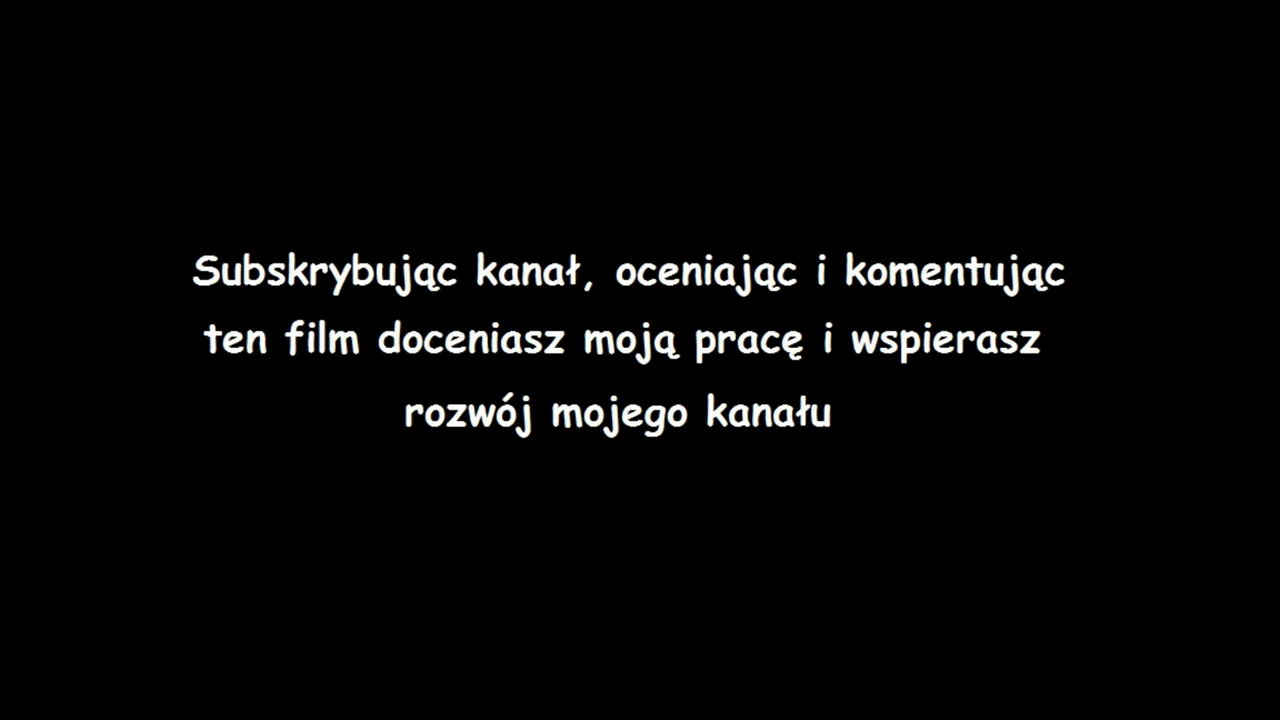 Subskrybując kanał, oceniając i komentując
ten film doceniasz moją pracę i wspierasz
rozwój mojego kanału